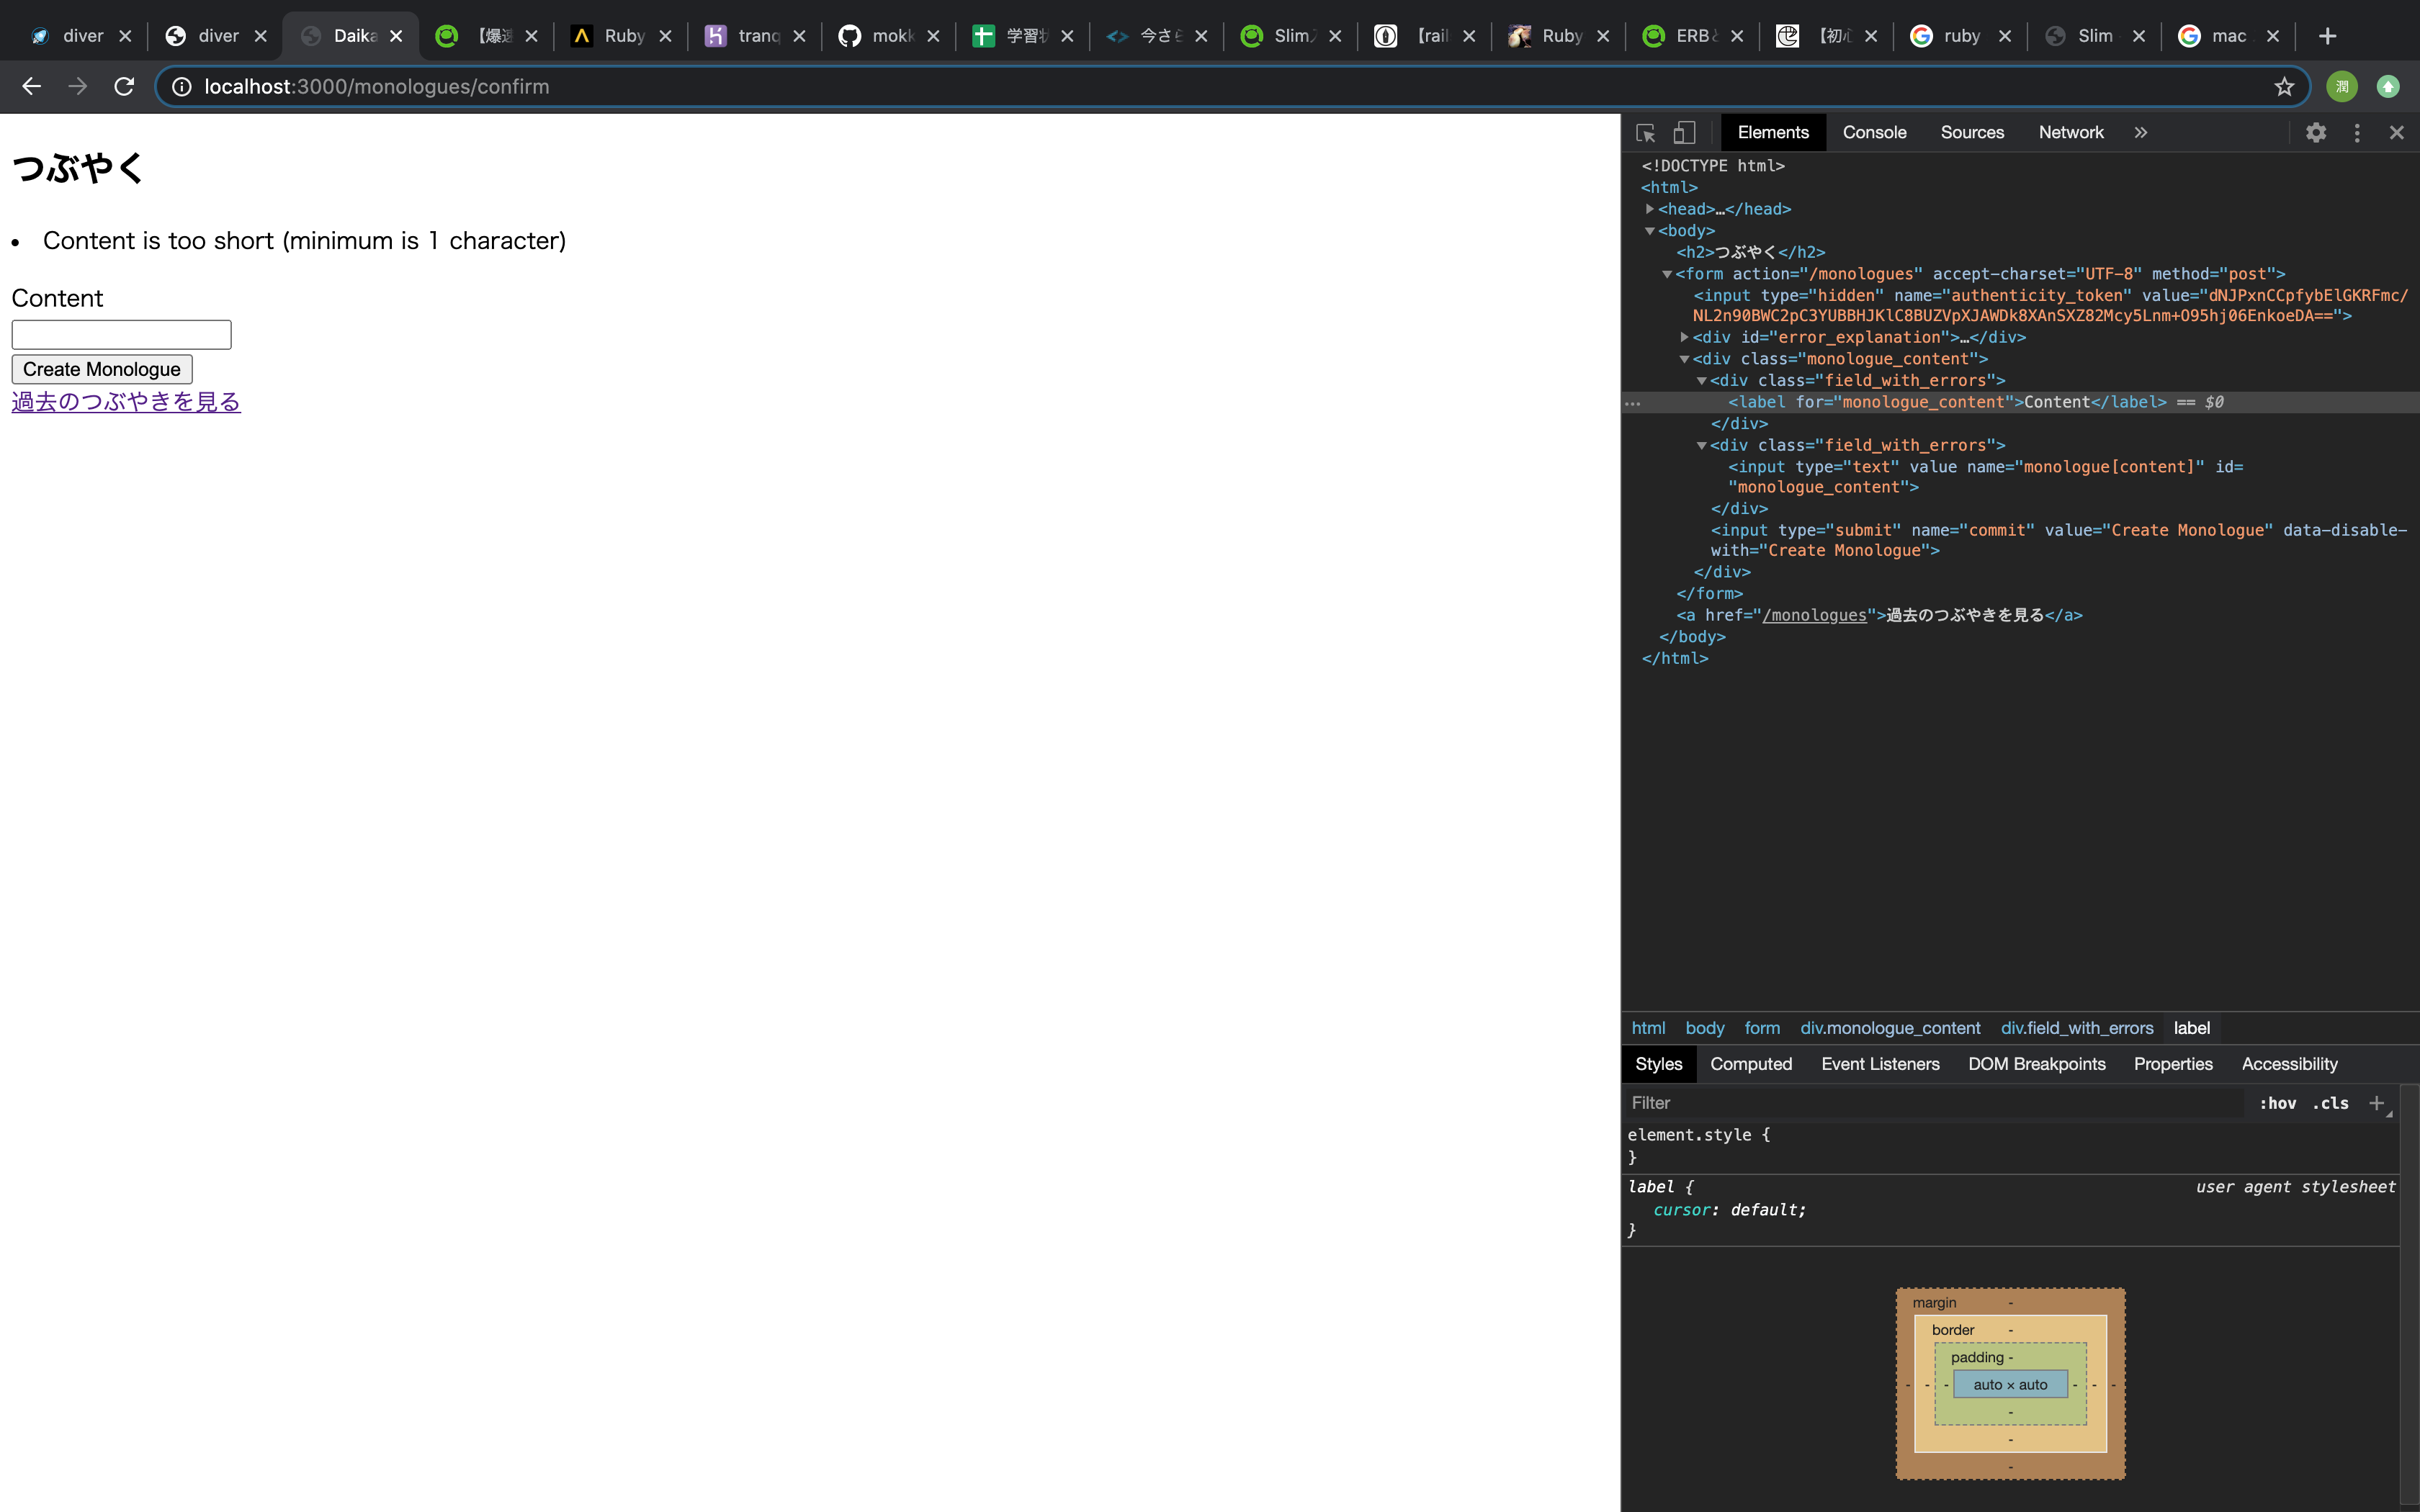 diver
diver
Daika
【爆速
Ruby
tranq
mokk
学習状
今さら
Slim
【rail
Ruby
ERBと
【初心
ruby
Slim
mac
localhost:3000/monologues/confirm
潤
つぶやく
• Content is too short (minimum is 1 character)
Content
Create Monologue
過去のつぶやきを見る
Elements Console Sources Network »
<!DOCTYPE html>
<html>
<head>…</head>
<body>
<h2>つぶやく</h2>
<form action="/monologues" accept-charset="UTF-8" method="post">
<input type="hidden" name="authenticity_token" value="dNJPxnCCpfybElGKRFmc/
NL2n90BWC2pC3YUBBHJKlC8BUZVpXJAWDk8XAnSXZ82Mcy5Lnm+O95hj06EnkoeDA==">
<div id="error_explanation">…</div>
<div class="monologue_content">
<div class="field_with_errors">
<label for="monologue_content">Content</label> == $0
</div>
<div class="field_with_errors">
<input type="text" value name="monologue[content]" id=
"monologue_content">
</div>
<input type="submit" name="commit" value="Create Monologue" data-disable-
with="Create Monologue">
</div>
</form>
<a href="/monologues">過去のつぶやきを見る</a>
</body>
</html>
html body form div.monologue_content div.field_with_errors label
Styles Computed Event Listeners DOM Breakpoints Properties Accessibility
Filter :hov .cls +
element.style {
}
label { user agent stylesheet
cursor: default;
}
margin -
border -
padding -
- - - auto × auto - - -
-
-
-